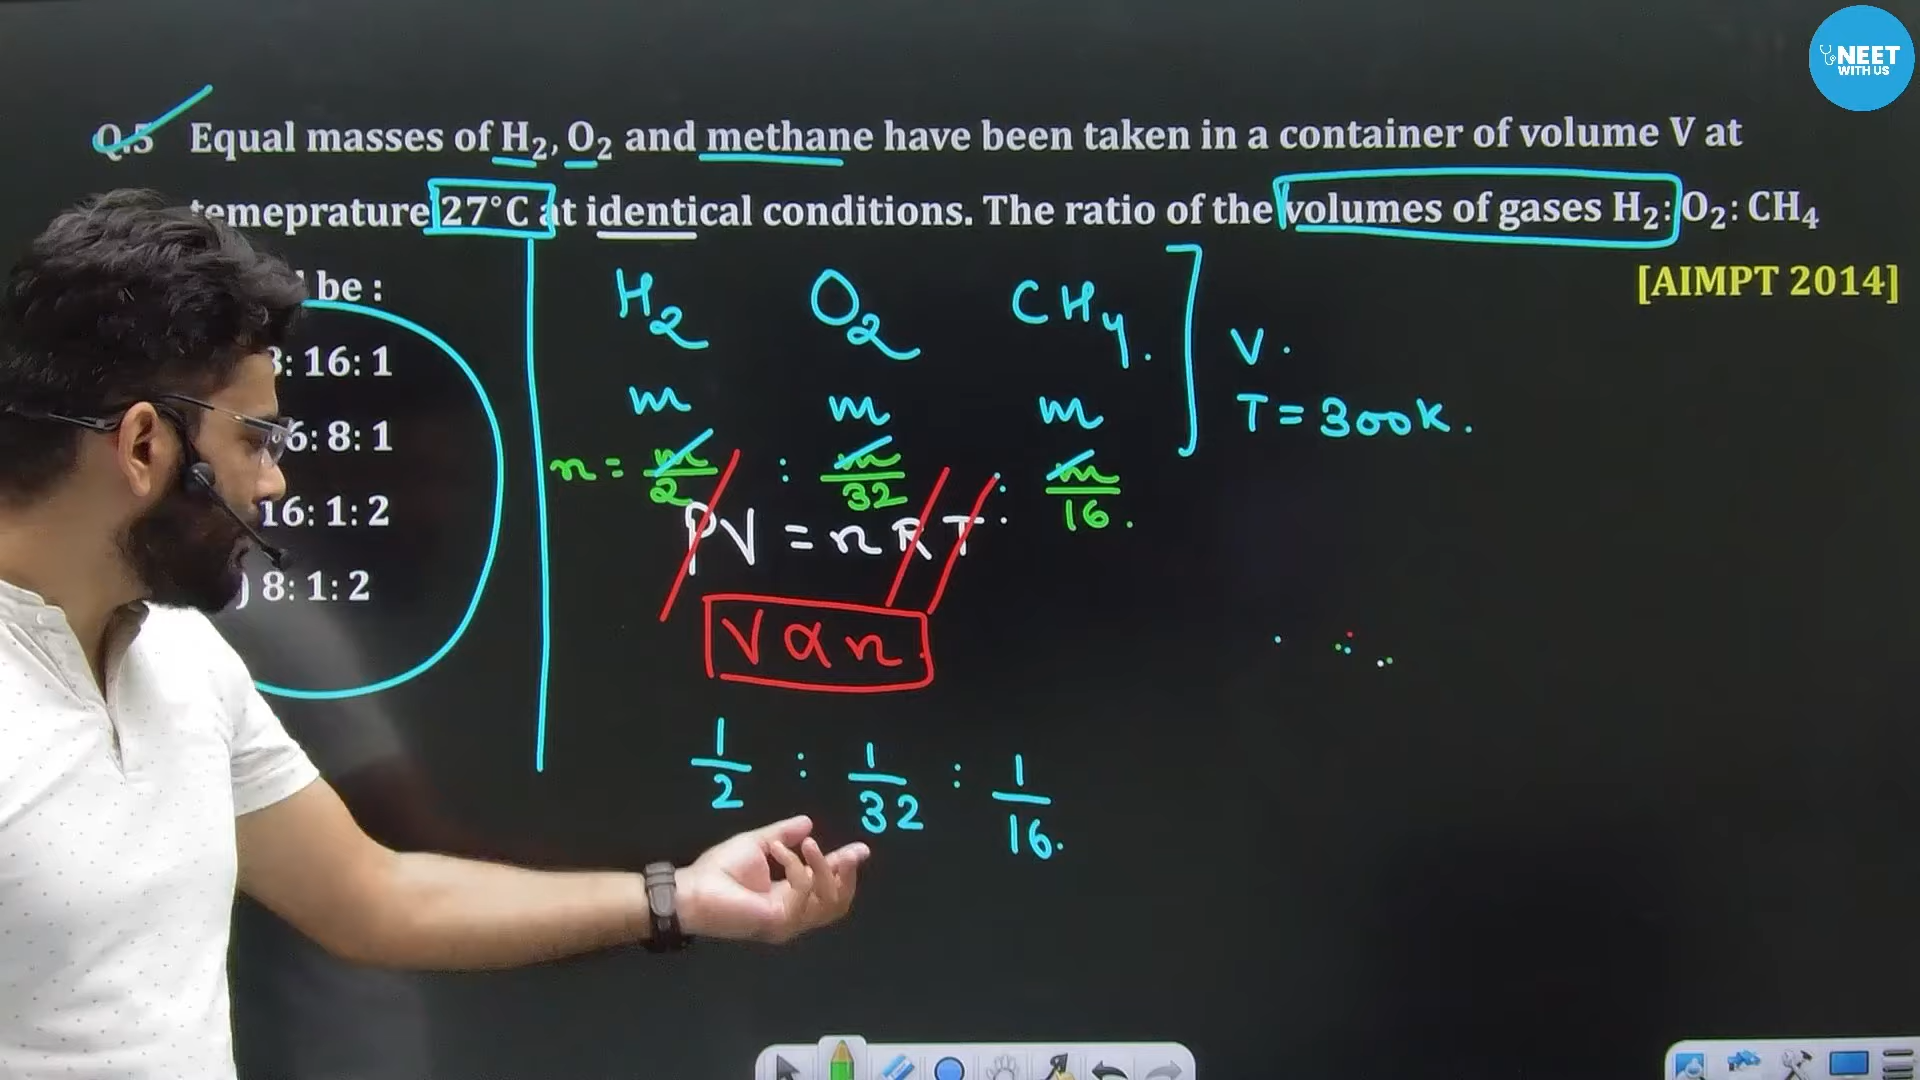 NEET
WITH US
Q.5 Equal masses of H₂, O₂ and methane have been taken in a container of volume V at
temeprature 27°C at identical conditions. The ratio of the volumes of gases H₂: O₂: CH₄
be :
[AIMPT 2014]
: 16: 1
6: 8: 1
16: 1: 2
) 8: 1: 2
H₂ O₂ CH₄.
m m m
V.
T = 300K.
n = m/2 : m/32 : m/16.
PV = nRT
V α n
1/2 : 1/32 : 1/16.